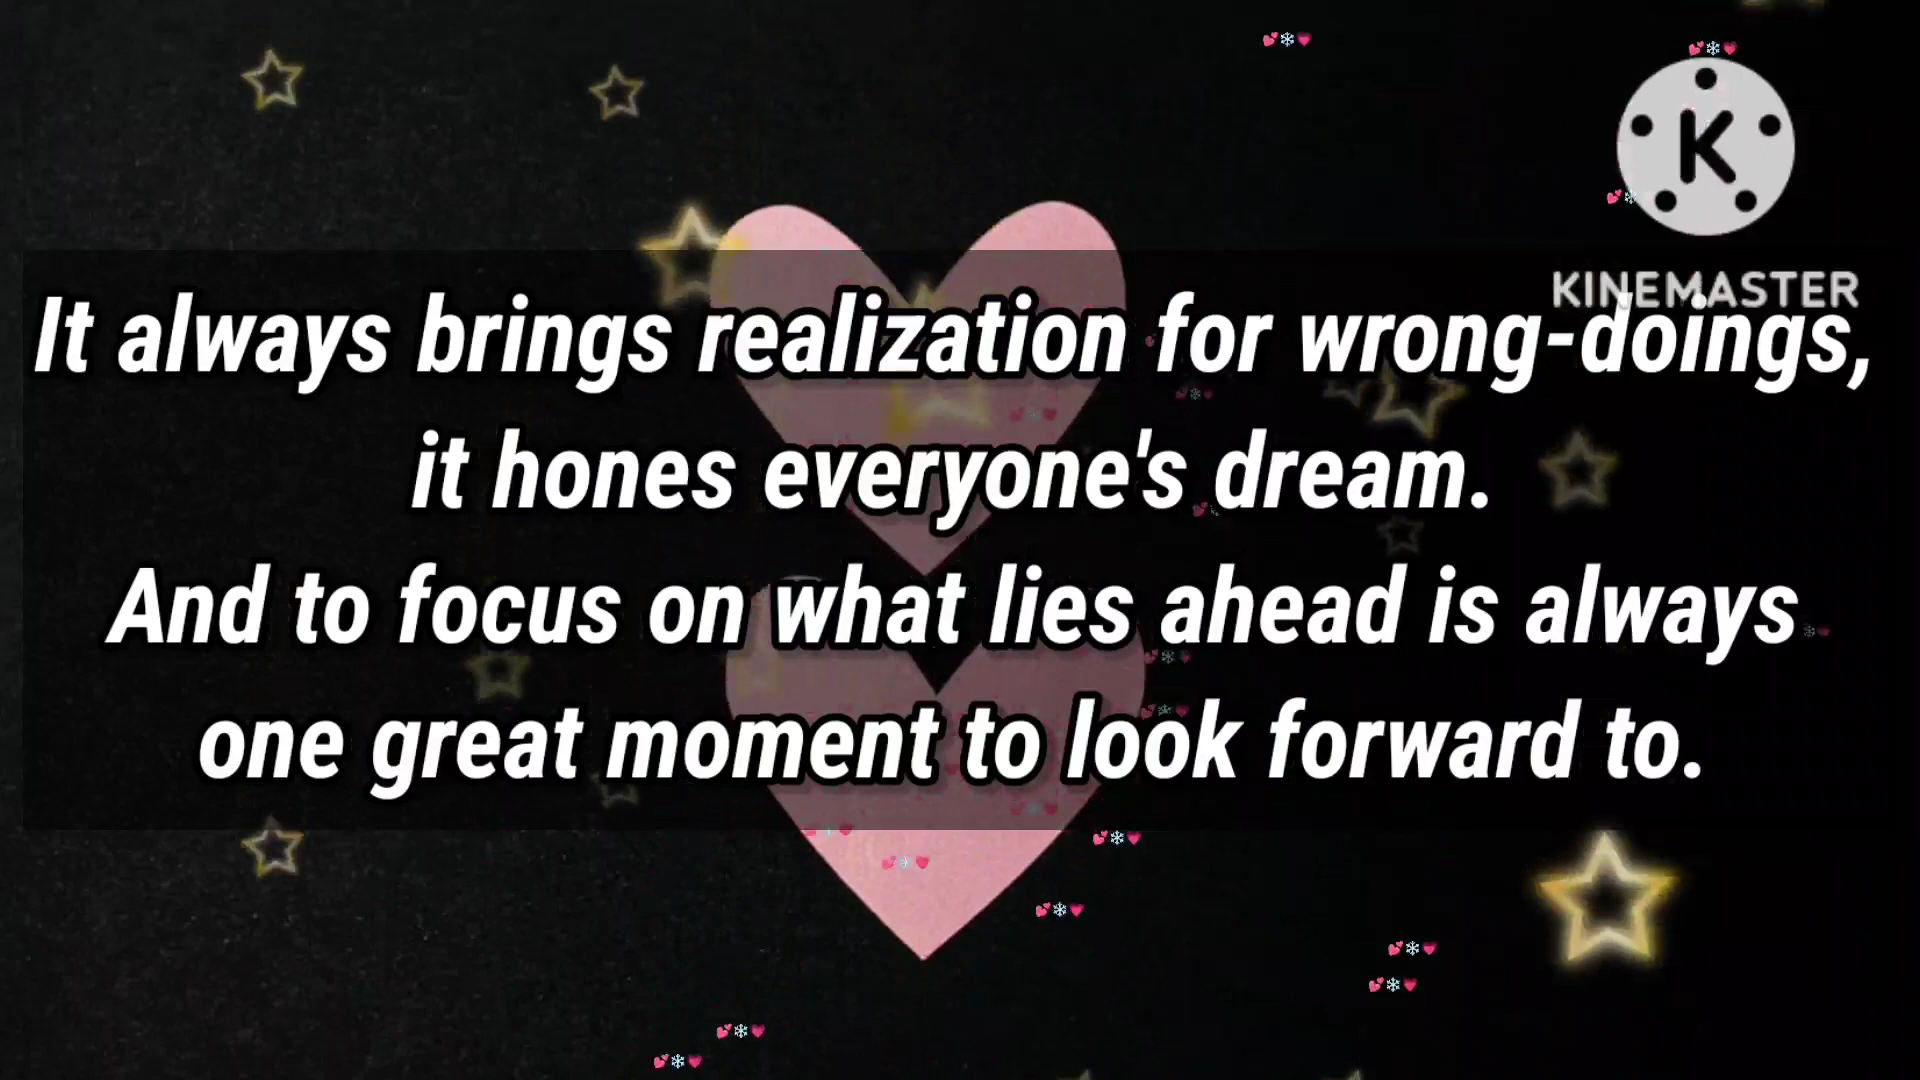 K
KINEMASTER
It always brings realization for wrong-doings,
it hones everyone's dream.
And to focus on what lies ahead is always
one great moment to look forward to.